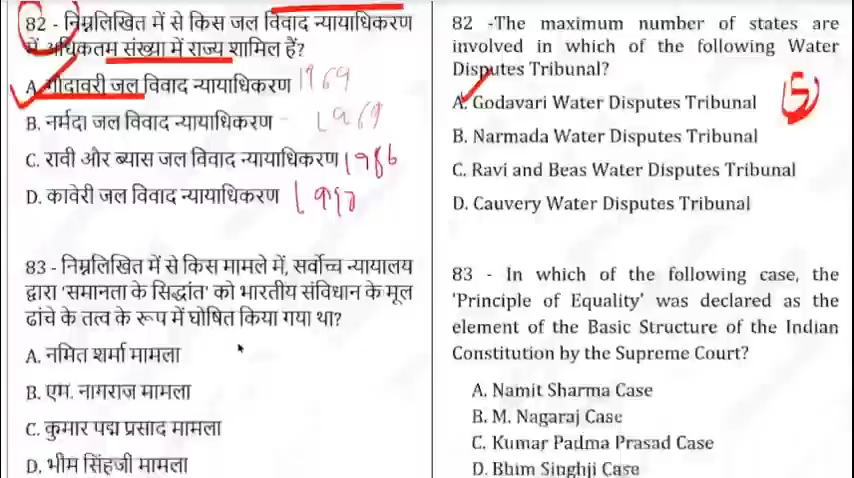 82 - निम्नलिखित में से किस जल विवाद न्यायाधिकरण
में अधिकतम संख्या में राज्य शामिल हैं?
A. गोदावरी जल विवाद न्यायाधिकरण 1969
B. नर्मदा जल विवाद न्यायाधिकरण - 1969
C. रावी और ब्यास जल विवाद न्यायाधिकरण 1986
D. कावेरी जल विवाद न्यायाधिकरण
83 - निम्नलिखित में से किस मामले में, सर्वोच्च न्यायालय
द्वारा 'समानता के सिद्धांत' को भारतीय संविधान के मूल
ढांचे के तत्व के रूप में घोषित किया गया था?
A. नमित शर्मा मामला
B. एम. नागराज मामला
C. कुमार पद्म प्रसाद मामला
D. भीम सिंहजी मामला
82 -The maximum number of states are
involved in which of the following Water
Disputes Tribunal?
A. Godavari Water Disputes Tribunal 5
B. Narmada Water Disputes Tribunal
C. Ravi and Beas Water Disputes Tribunal
D. Cauvery Water Disputes Tribunal
83 - In which of the following case, the
'Principle of Equality' was declared as the
element of the Basic Structure of the Indian
Constitution by the Supreme Court?
A. Namit Sharma Case
B. M. Nagaraj Case
C. Kumar Padma Prasad Case
D. Bhim Singhji Case